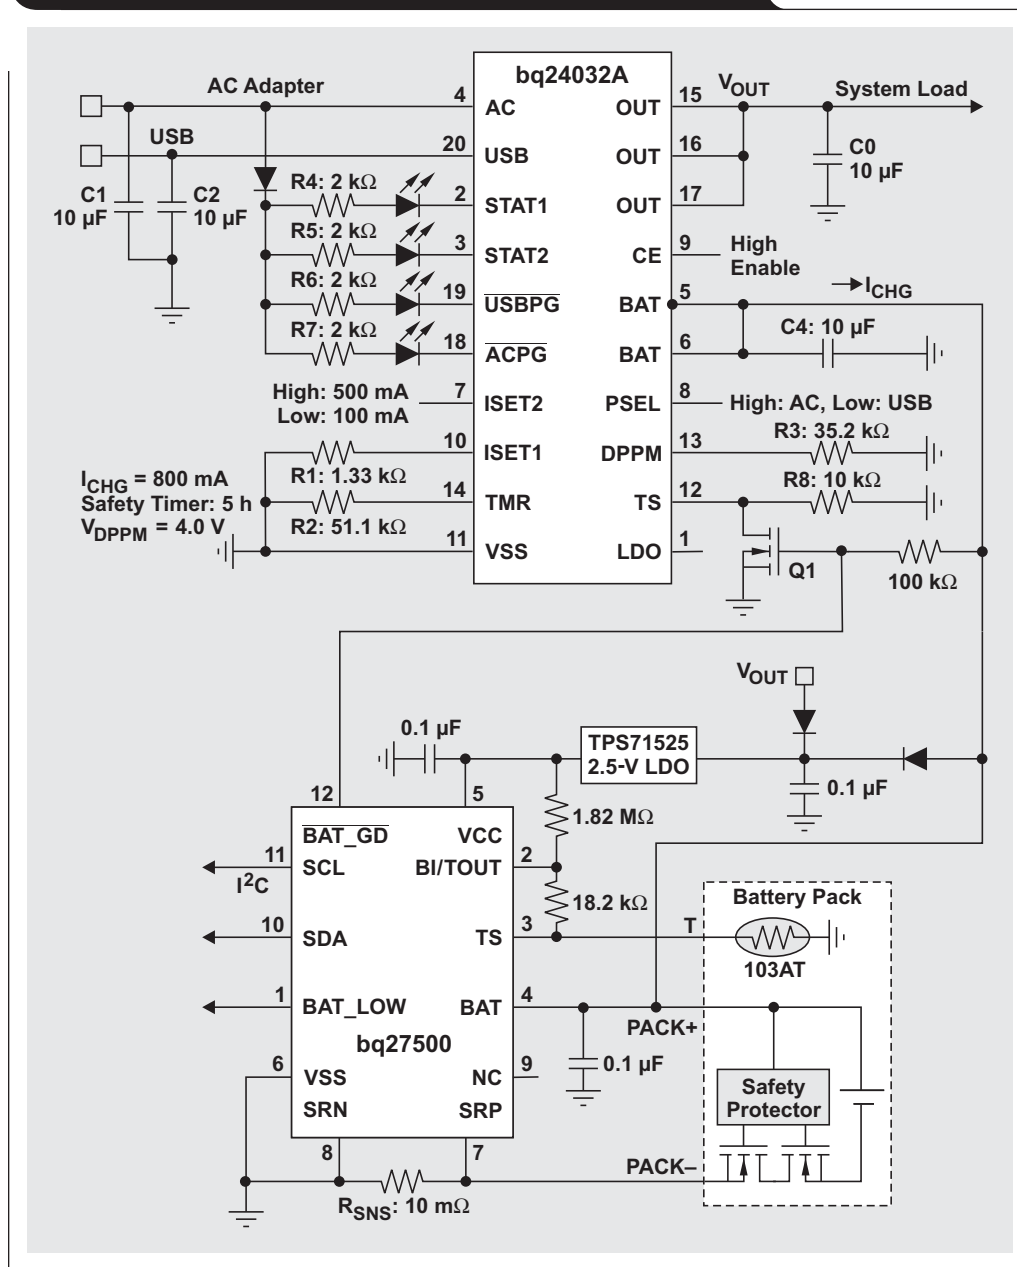 bq24032A
AC Adapter
4
AC
OUT
15
VOUT
System Load
USB
20
USB
OUT
16
C0
10 µF
C1
10 µF
C2
10 µF
R4: 2 kΩ
2
STAT1
OUT
17
R5: 2 kΩ
3
STAT2
CE
9
High
Enable
R6: 2 kΩ
19
USBPG
BAT
5
ICHG
R7: 2 kΩ
18
ACPG
BAT
6
C4: 10 µF
High: 500 mA
Low: 100 mA
7
ISET2
PSEL
8
High: AC, Low: USB
10
ISET1
DPPM
13
R3: 35.2 kΩ
R1: 1.33 kΩ
ICHG = 800 mA
Safety Timer: 5 h
VDPPM = 4.0 V
14
TMR
TS
12
R8: 10 kΩ
R2: 51.1 kΩ
11
VSS
LDO
1
Q1
100 kΩ
VOUT
0.1 µF
TPS71525
2.5-V LDO
0.1 µF
12
5
1.82 MΩ
BAT_GD
VCC
11
SCL
BI/TOUT
2
I2C
18.2 kΩ
Battery Pack
10
SDA
TS
3
T
103AT
1
BAT_LOW
BAT
4
PACK+
bq27500
0.1 µF
6
VSS
NC
9
Safety
Protector
SRN
SRP
8
7
PACK–
RSNS: 10 mΩ